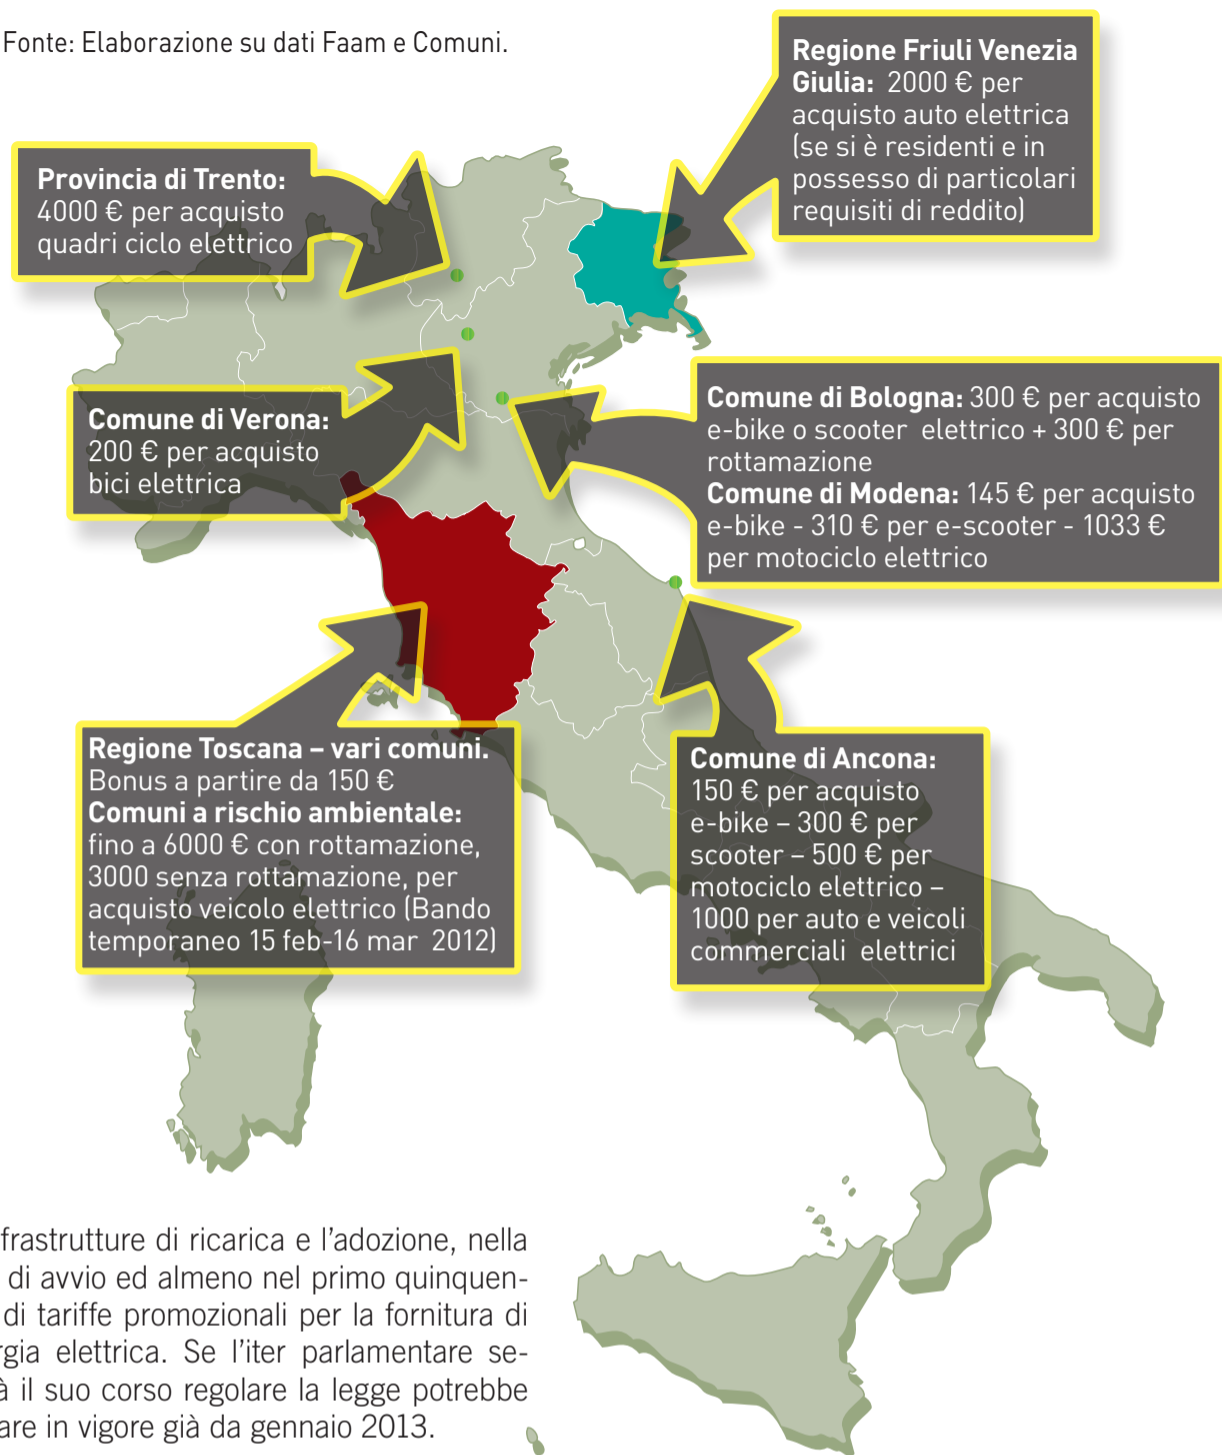 Fonte: Elaborazione su dati Faam e Comuni.
Regione Friuli Venezia
Giulia: 2000 € per
acquisto auto elettrica
(se si è residenti e in
possesso di particolari
requisiti di reddito)
Provincia di Trento:
4000 € per acquisto
quadri ciclo elettrico
Comune di Verona:
200 € per acquisto
bici elettrica
Comune di Bologna: 300 € per acquisto
e-bike o scooter elettrico + 300 € per
rottamazione
Comune di Modena: 145 € per acquisto
e-bike - 310 € per e-scooter - 1033 €
per motociclo elettrico
Regione Toscana – vari comuni.
Bonus a partire da 150 €
Comuni a rischio ambientale:
fino a 6000 € con rottamazione,
3000 senza rottamazione, per
acquisto veicolo elettrico (Bando
temporaneo 15 feb-16 mar 2012)
Comune di Ancona:
150 € per acquisto
e-bike – 300 € per
scooter – 500 € per
motociclo elettrico –
1000 per auto e veicoli
commerciali elettrici
frastrutture di ricarica e l'adozione, nella
di avvio ed almeno nel primo quinquen-
di tariffe promozionali per la fornitura di
rgia elettrica. Se l'iter parlamentare se-
à il suo corso regolare la legge potrebbe
are in vigore già da gennaio 2013.